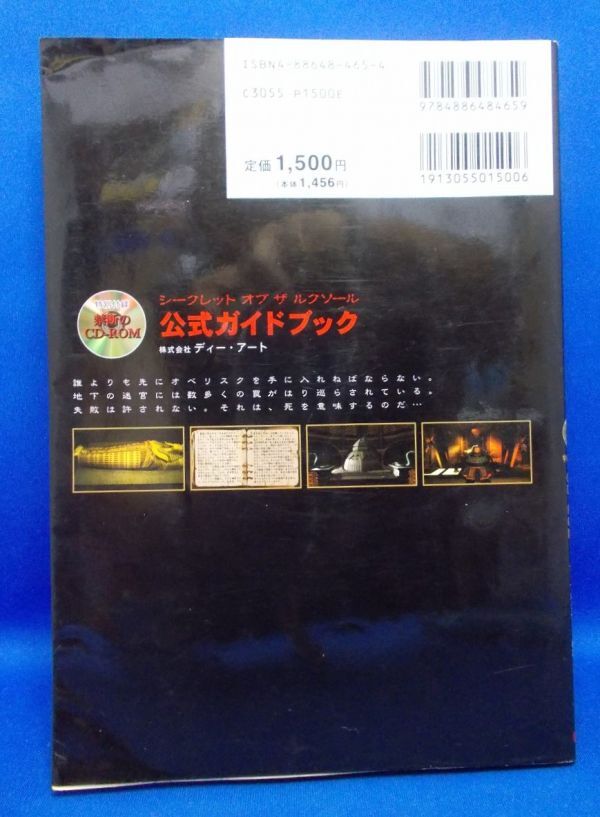 ISBN4-88648-465-4
C3055 P1500E
9784886484659
定価 1,500円
(本体 1,456円)
1913055015006
特別付録
禁断の
CD-ROM
シークレット オブ ザ ルクソール
公式ガイドブック
株式会社 ディー・アート
誰よりも先にオベリスクを手に入れねばならない。
地下の迷宮には数多くの罠がはり巡らされている。
失敗は許されない。それは、死を意味するのだ…